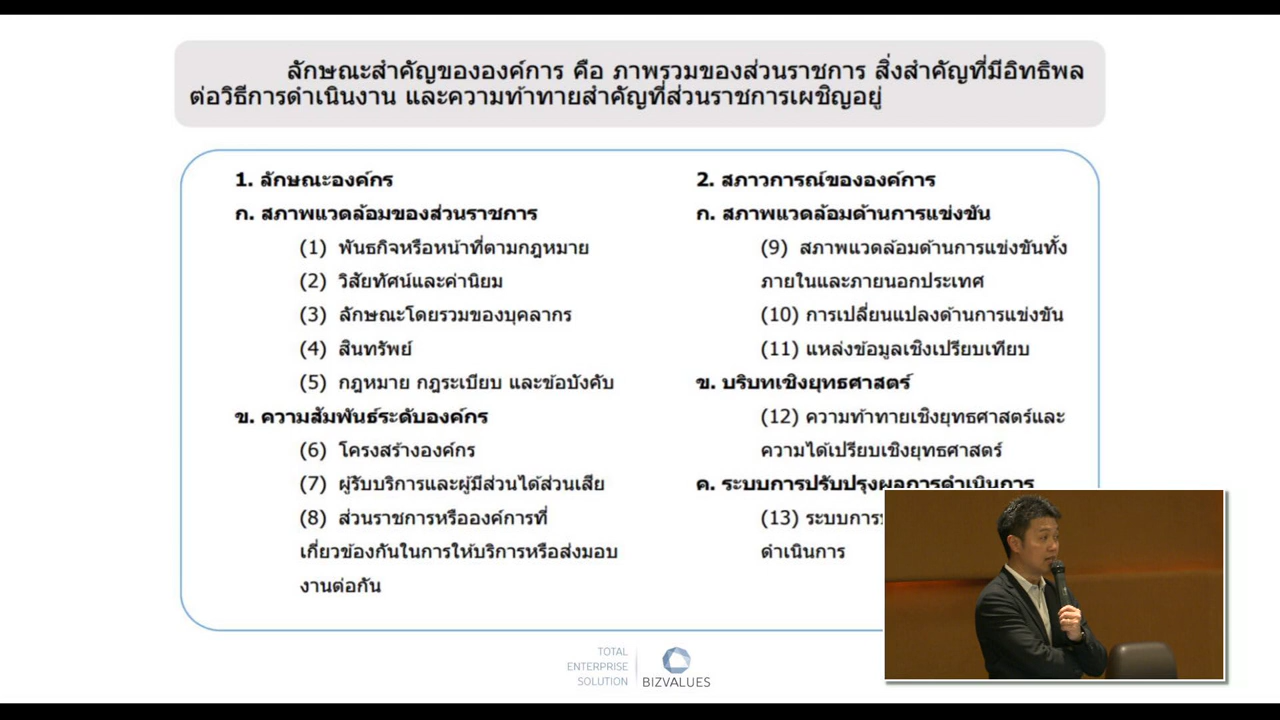 ลักษณะสำคัญขององค์การ คือ ภาพรวมของส่วนราชการ สิ่งสำคัญที่มีอิทธิพล
ต่อวิธีการดำเนินงาน และความท้าทายสำคัญที่ส่วนราชการเผชิญอยู่
1. ลักษณะองค์กร
ก. สภาพแวดล้อมของส่วนราชการ
(1) พันธกิจหรือหน้าที่ตามกฎหมาย
(2) วิสัยทัศน์และค่านิยม
(3) ลักษณะโดยรวมของบุคลากร
(4) สินทรัพย์
(5) กฎหมาย กฎระเบียบ และข้อบังคับ
ข. ความสัมพันธ์ระดับองค์กร
(6) โครงสร้างองค์กร
(7) ผู้รับบริการและผู้มีส่วนได้ส่วนเสีย
(8) ส่วนราชการหรือองค์การที่
เกี่ยวข้องกันในการให้บริการหรือส่งมอบ
งานต่อกัน
2. สภาวการณ์ขององค์การ
ก. สภาพแวดล้อมด้านการแข่งขัน
(9) สภาพแวดล้อมด้านการแข่งขันทั้ง
ภายในและภายนอกประเทศ
(10) การเปลี่ยนแปลงด้านการแข่งขัน
(11) แหล่งข้อมูลเชิงเปรียบเทียบ
ข. บริบทเชิงยุทธศาสตร์
(12) ความท้าทายเชิงยุทธศาสตร์และ
ความได้เปรียบเชิงยุทธศาสตร์
ค. ระบบการปรับปรุงผลการดำเนินการ
(13) ระบบการ
ดำเนินการ
TOTAL
ENTERPRISE
SOLUTION
BIZVALUES